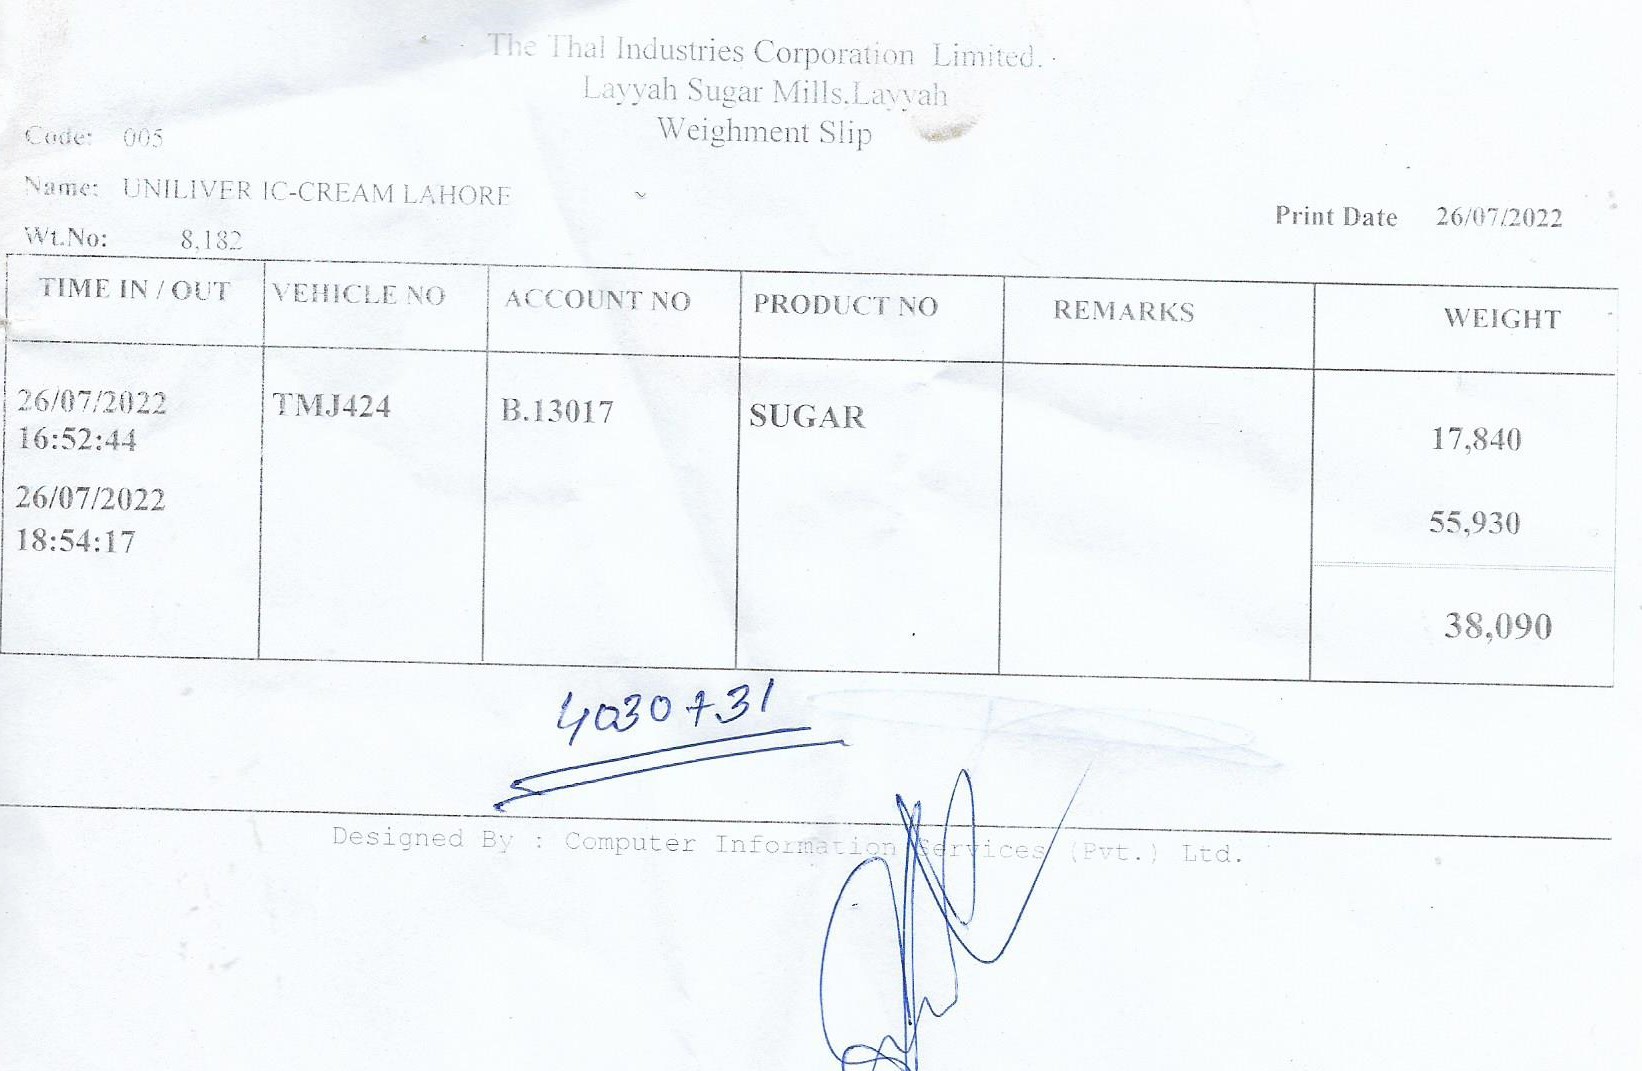 The Thal Industries Corporation Limited.
Layyah Sugar Mills.Layyah
Weighment Slip
Code: 005
Name: UNILIVER IC-CREAM LAHORE
Print Date 26/07/2022
Wt.No: 8,182
TIME IN / OUT VEHICLE NO ACCOUNT NO PRODUCT NO REMARKS WEIGHT
26/07/2022 TMJ424 B.13017 SUGAR
16:52:44 17,840
26/07/2022
18:54:17 55,930
38,090
4030731
Designed By : Computer Information Services (Pvt.) Ltd.